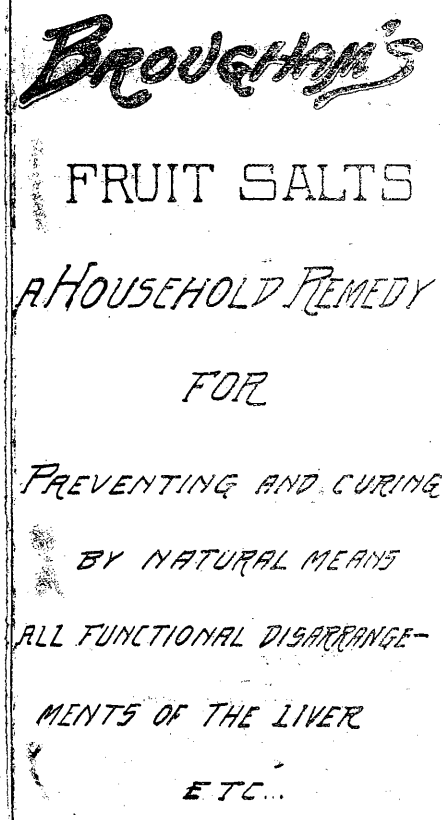 BROUGHAM'S
FRUIT SALTS
A HOUSEHOLD REMEDY
FOR
PREVENTING AND CURING
BY NATURAL MEANS
ALL FUNCTIONAL DISARRANGE-
MENTS OF THE LIVER
ETC...